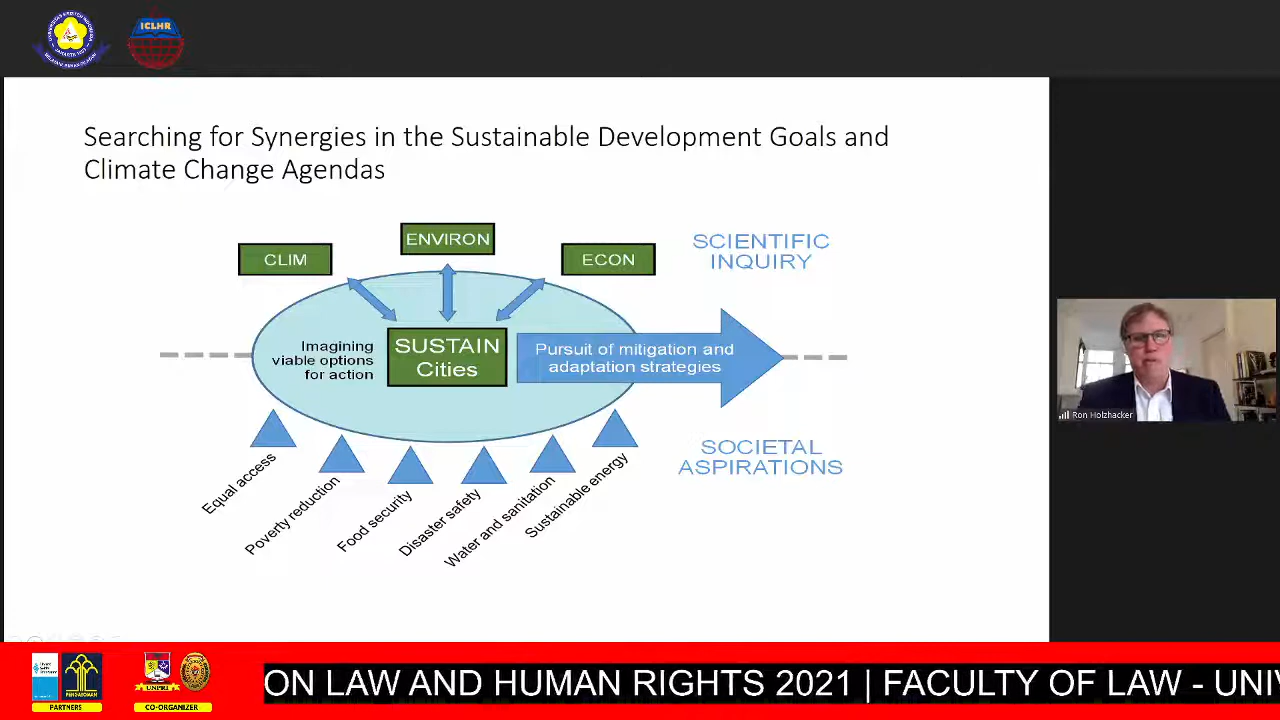 ICLHR
Searching for Synergies in the Sustainable Development Goals and
Climate Change Agendas
CLIM
ENVIRON
ECON
SCIENTIFIC
INQUIRY
Imagining
viable options
for action
SUSTAIN
Cities
Pursuit of mitigation and
adaptation strategies
SOCIETAL
ASPIRATIONS
Equal access
Poverty reduction
Food security
Disaster safety
Water and sanitation
Sustainable energy
Ron Holzhacker
PENGAYOMAN
PARTNERS
UNPRI
CO-ORGANIZER
ON LAW AND HUMAN RIGHTS 2021 | FACULTY OF LAW - UNIV